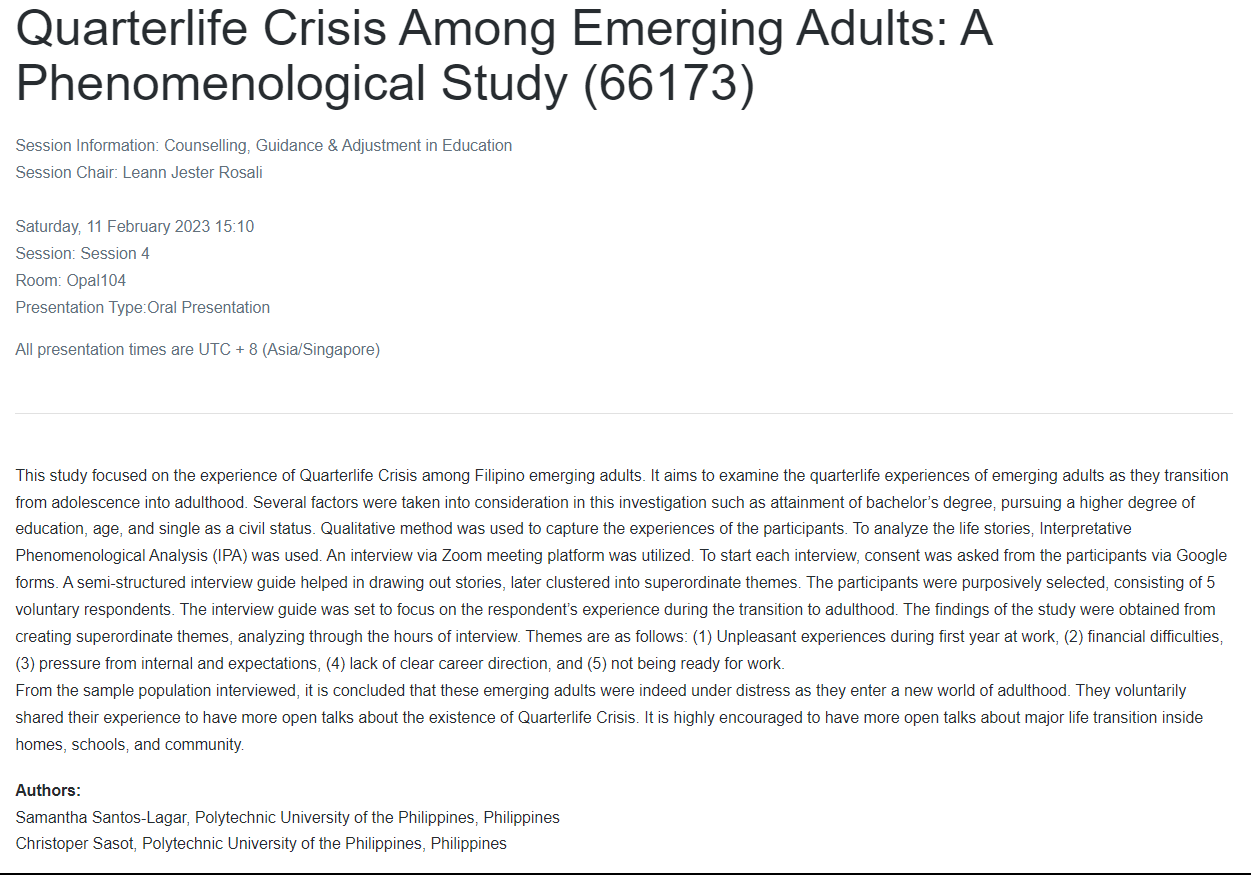 Quarterlife Crisis Among Emerging Adults: A
Phenomenological Study (66173)
Session Information: Counselling, Guidance & Adjustment in Education
Session Chair: Leann Jester Rosali
Saturday, 11 February 2023 15:10
Session: Session 4
Room: Opal104
Presentation Type:Oral Presentation
All presentation times are UTC + 8 (Asia/Singapore)
This study focused on the experience of Quarterlife Crisis among Filipino emerging adults. It aims to examine the quarterlife experiences of emerging adults as they transition
from adolescence into adulthood. Several factors were taken into consideration in this investigation such as attainment of bachelor’s degree, pursuing a higher degree of
education, age, and single as a civil status. Qualitative method was used to capture the experiences of the participants. To analyze the life stories, Interpretative
Phenomenological Analysis (IPA) was used. An interview via Zoom meeting platform was utilized. To start each interview, consent was asked from the participants via Google
forms. A semi-structured interview guide helped in drawing out stories, later clustered into superordinate themes. The participants were purposively selected, consisting of 5
voluntary respondents. The interview guide was set to focus on the respondent’s experience during the transition to adulthood. The findings of the study were obtained from
creating superordinate themes, analyzing through the hours of interview. Themes are as follows: (1) Unpleasant experiences during first year at work, (2) financial difficulties,
(3) pressure from internal and expectations, (4) lack of clear career direction, and (5) not being ready for work.
From the sample population interviewed, it is concluded that these emerging adults were indeed under distress as they enter a new world of adulthood. They voluntarily
shared their experience to have more open talks about the existence of Quarterlife Crisis. It is highly encouraged to have more open talks about major life transition inside
homes, schools, and community.
Authors:
Samantha Santos-Lagar, Polytechnic University of the Philippines, Philippines
Christoper Sasot, Polytechnic University of the Philippines, Philippines